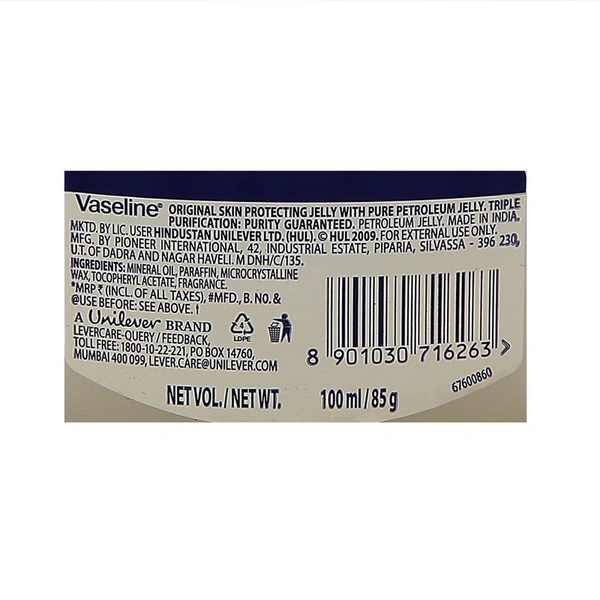 Vaseline® ORIGINAL SKIN PROTECTING JELLY WITH PURE PETROLEUM JELLY. TRIPLE
PURIFICATION: PURITY GUARANTEED. PETROLEUM JELLY. MADE IN INDIA.
MKTD. BY LIC. USER HINDUSTAN UNILEVER LTD. (HUL). © HUL 2009. FOR EXTERNAL USE ONLY.
MFG. BY PIONEER INTERNATIONAL, 42, INDUSTRIAL ESTATE, PIPARIA, SILVASSA - 396 230,
U.T. OF DADRA AND NAGAR HAVELI. M DNH/C/135.
INGREDIENTS: MINERAL OIL, PARAFFIN, MICROCRYSTALLINE
WAX, TOCOPHERYL ACETATE, FRAGRANCE.
*MRP ₹ (INCL. OF ALL TAXES), #MFD., B. NO. &
@USE BEFORE: SEE ABOVE. †
A Unilever BRAND
LEVERCARE-QUERY / FEEDBACK,
TOLL FREE: 1800-10-22-221, PO BOX 14760,
MUMBAI 400 099, LEVER.CARE@UNILEVER.COM
4
LDPE
8 901030 716263 >
67600860
NET VOL. / NET WT. 100 ml / 85 g